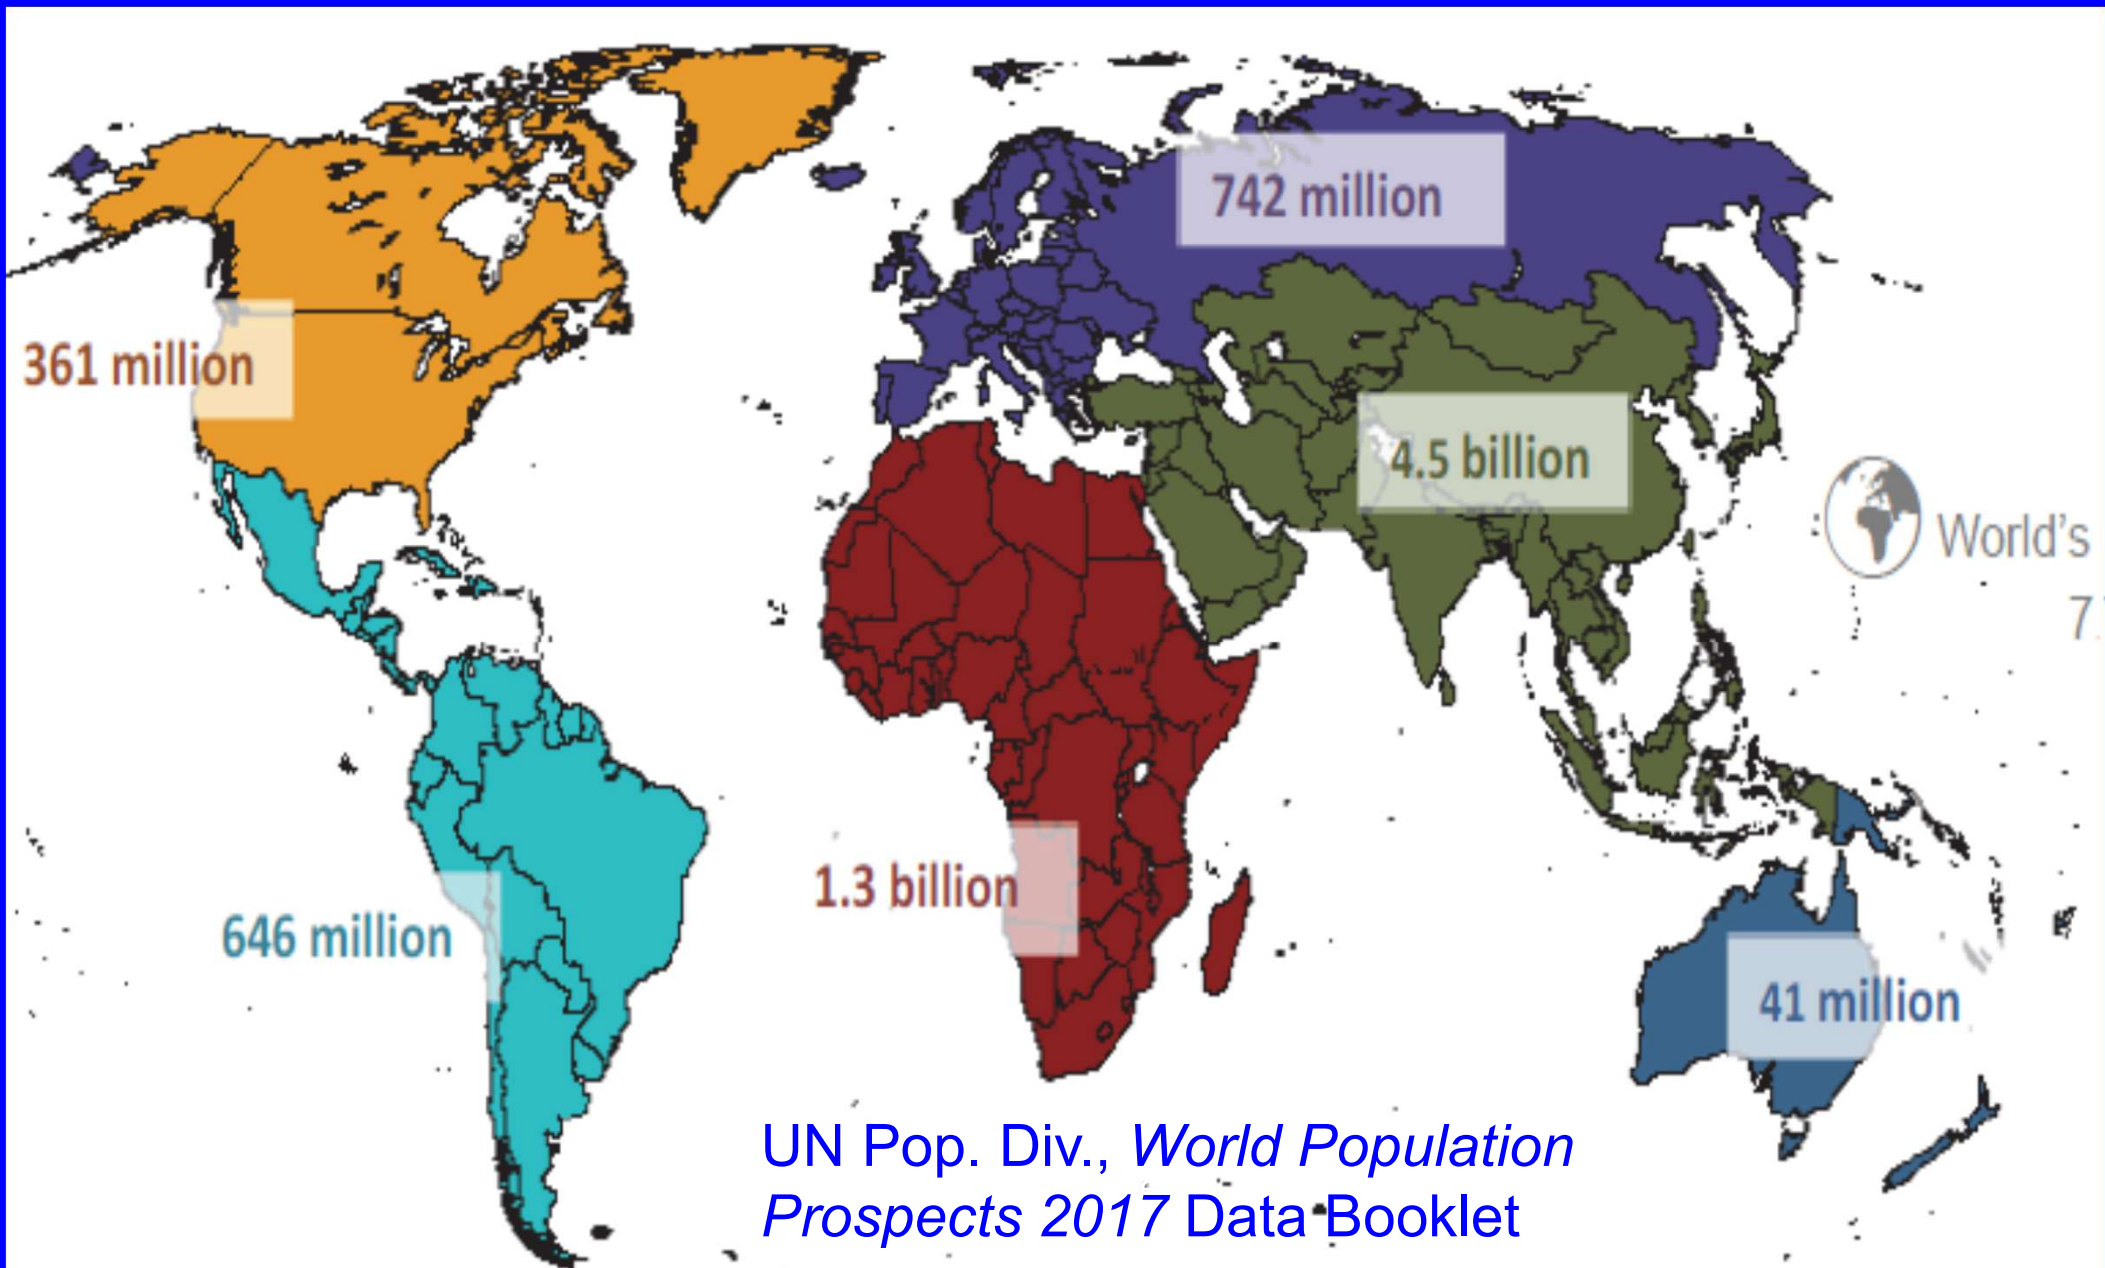 742 million
361 million
4.5 billion
World's
7
1.3 billion
646 million
41 million
UN Pop. Div., World Population
Prospects 2017 Data Booklet